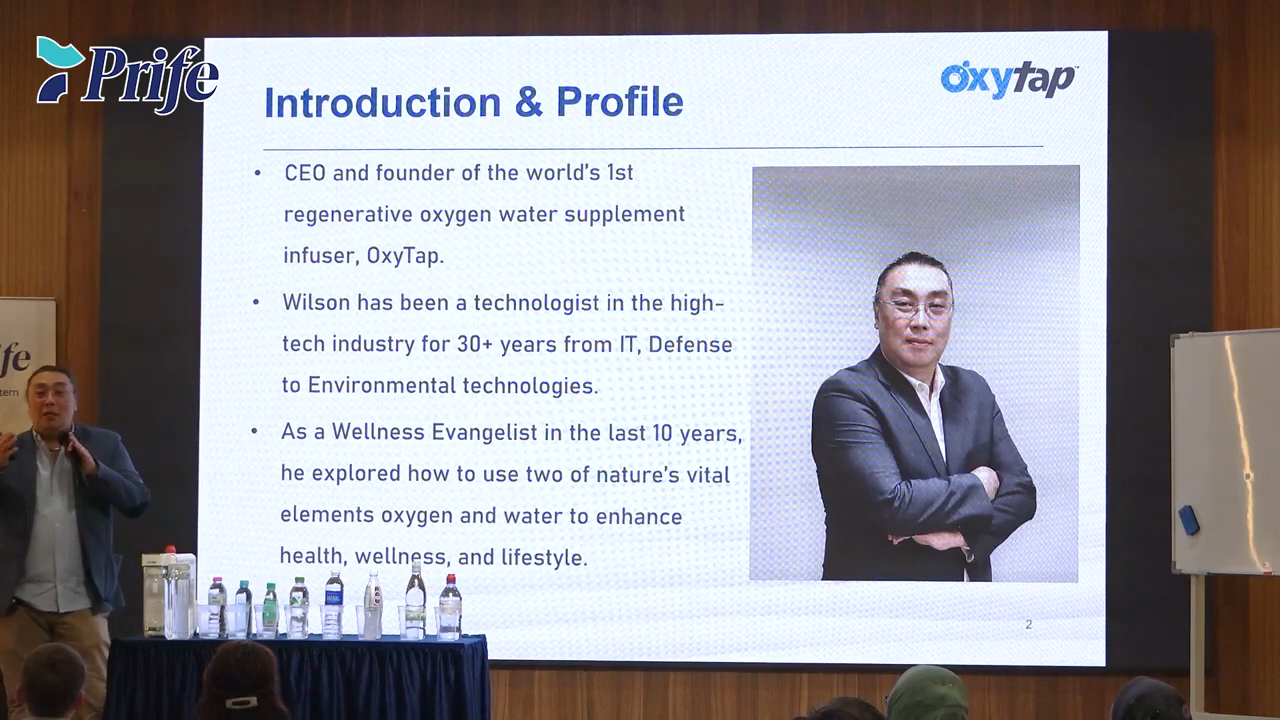 Prife
OxyTap
Introduction & Profile
• CEO and founder of the world's 1st
regenerative oxygen water supplement
infuser, OxyTap.
• Wilson has been a technologist in the high-
tech industry for 30+ years from IT, Defense
to Environmental technologies.
• As a Wellness Evangelist in the last 10 years,
he explored how to use two of nature's vital
elements oxygen and water to enhance
health, wellness, and lifestyle.
2
ife
tem